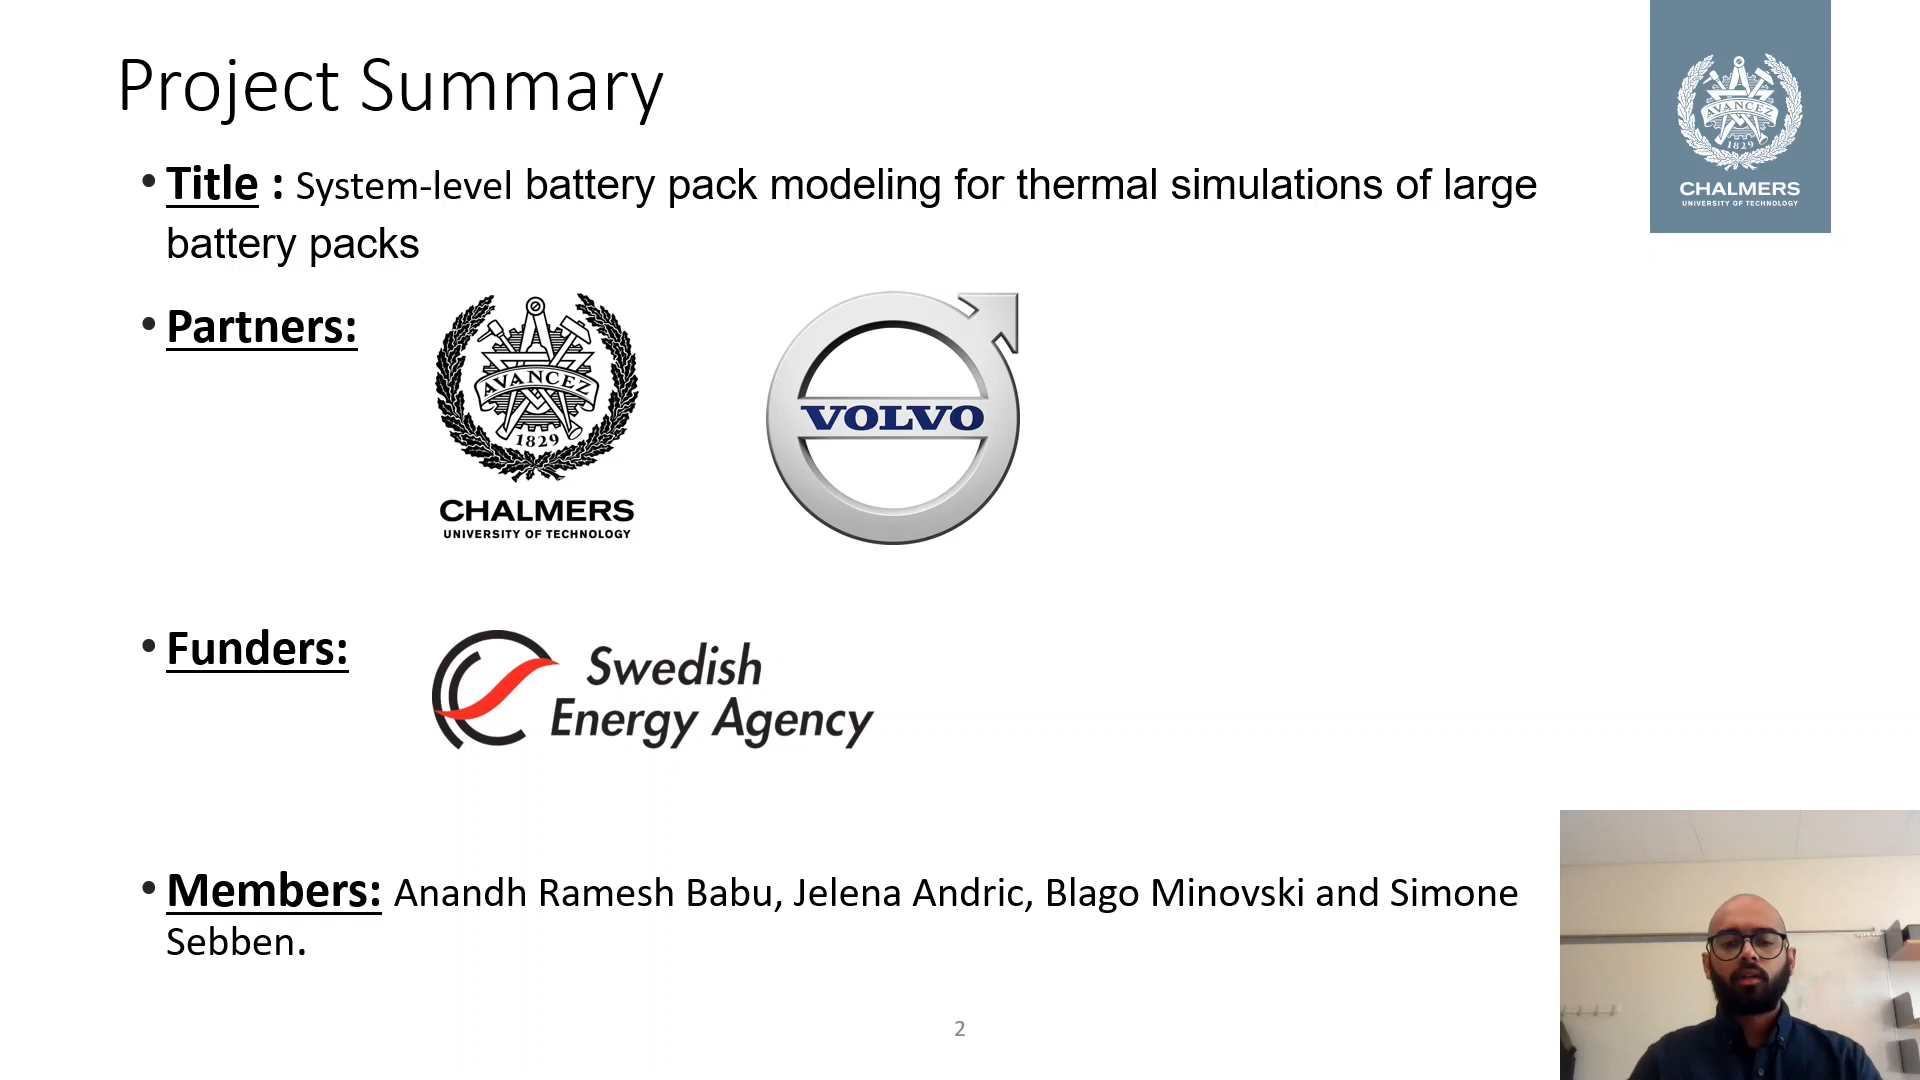 Project Summary
AVANCEZ
1829
CHALMERS
UNIVERSITY OF TECHNOLOGY
• Title : System-level battery pack modeling for thermal simulations of large
battery packs
• Partners:
AVANCEZ
1829
CHALMERS
UNIVERSITY OF TECHNOLOGY
VOLVO
• Funders:
Swedish
Energy Agency
• Members: Anandh Ramesh Babu, Jelena Andric, Blago Minovski and Simone
Sebben.
2